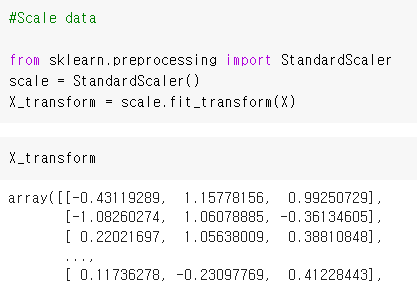 #Scale data
from sklearn.preprocessing import StandardScaler
scale = StandardScaler()
X_transform = scale.fit_transform(X)
X_transform
array([[-0.43119289,  1.15778156,  0.99250729],
       [-1.08260274,  1.06078885, -0.36134605],
       [ 0.22021697,  1.05638009,  0.38810848],
       ...,
       [ 0.11736278, -0.23097769,  0.41228443],